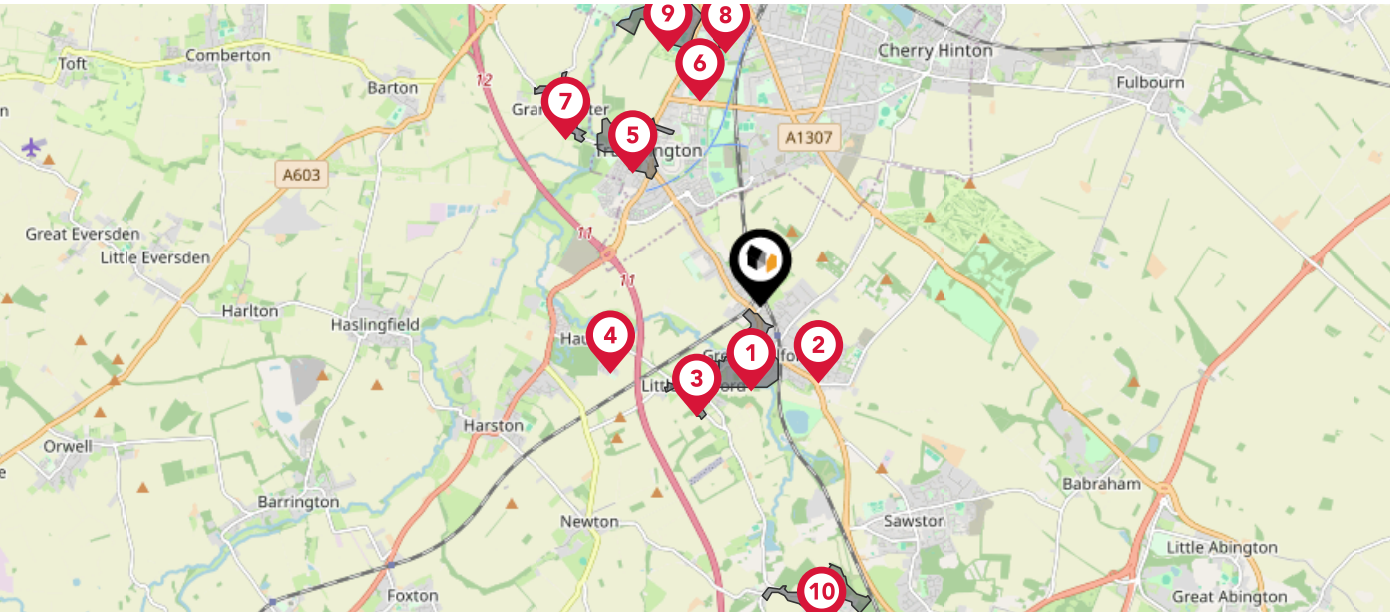 9
8
Cherry Hinton
Comberton
Toft
6
12
Fulbourn
Barton
7
5
A1307
A603
Great Eversden
11
Little Eversden
11
Harlton
Haslingfield
4
1
2
3
Harston
Orwell
Babraham
Barrington
Newton
Sawston
Little Abington
10
Foxton
Great Abington